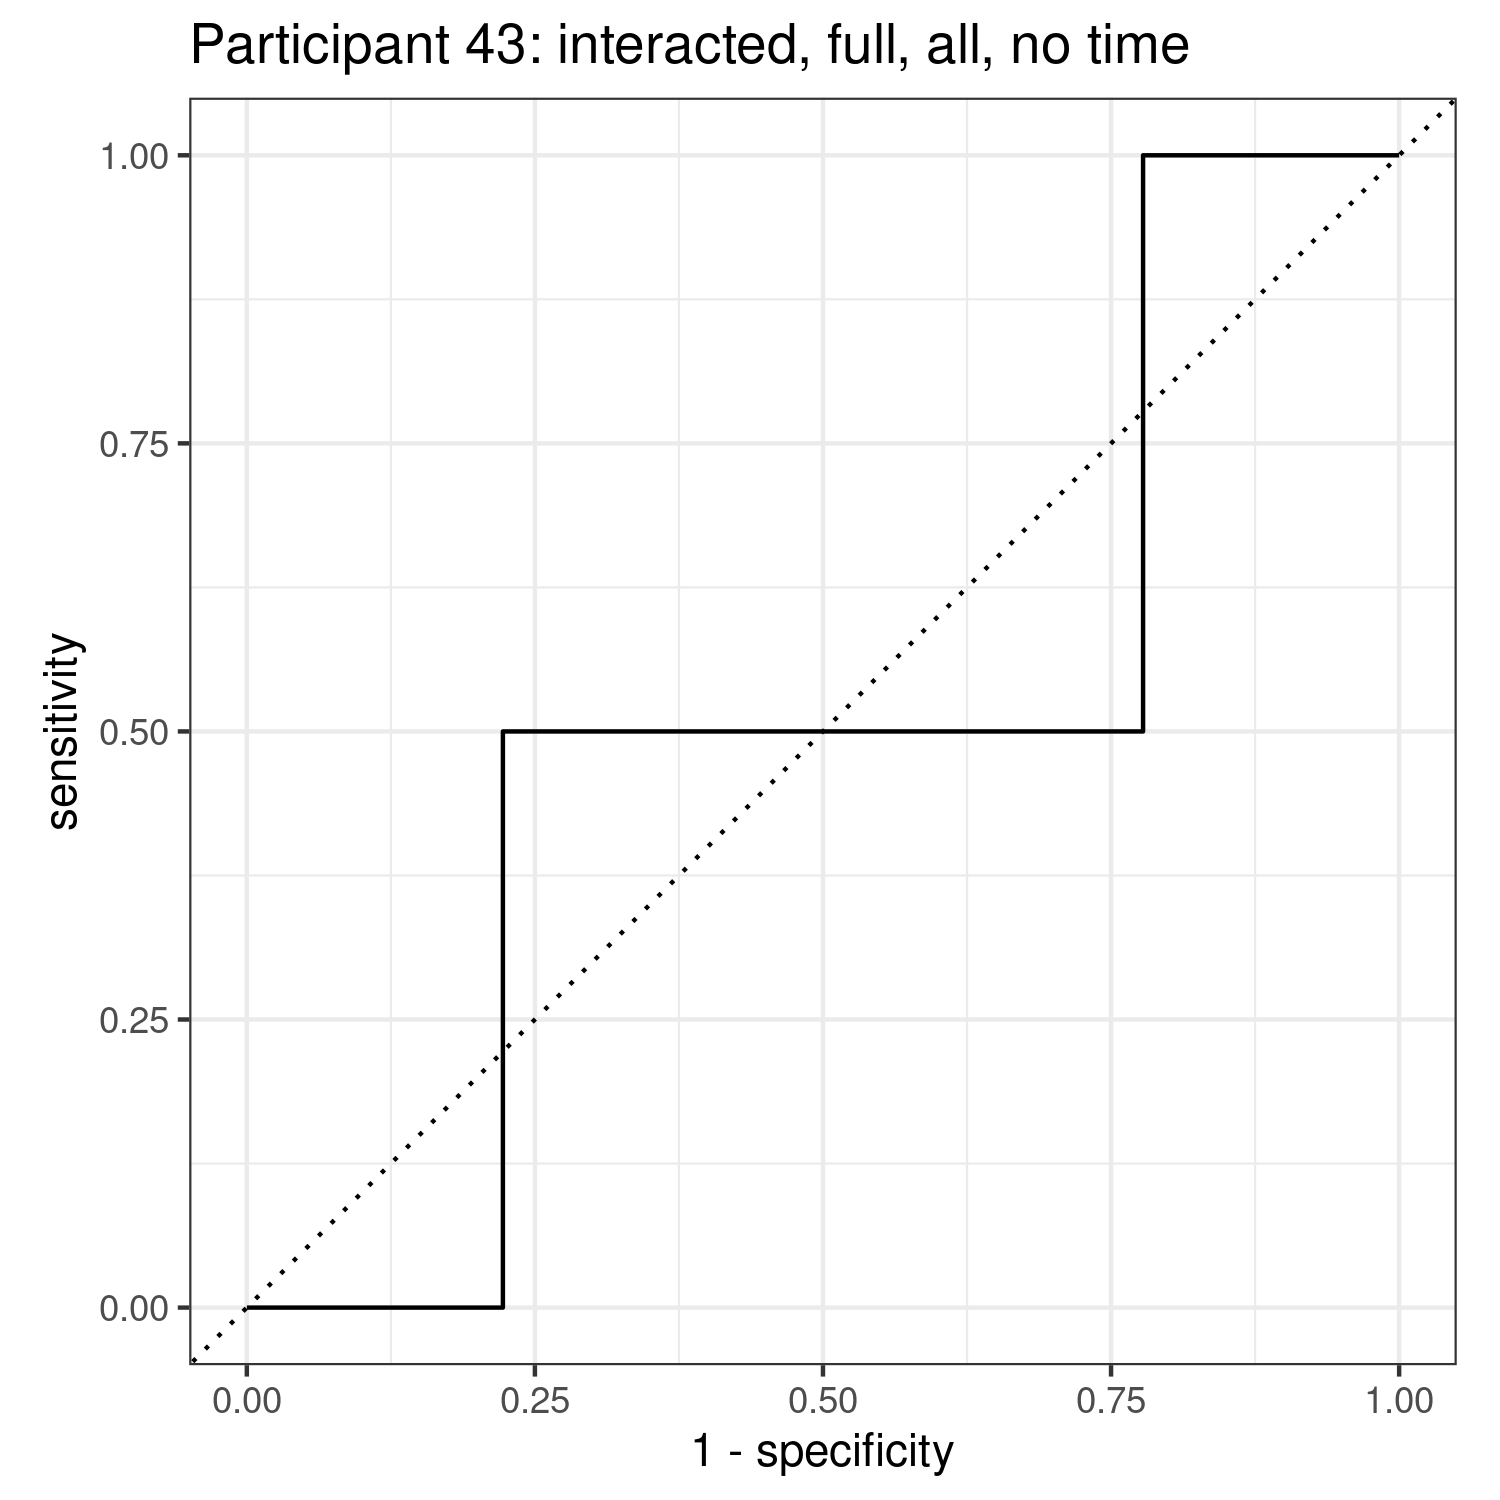 Participant 43: interacted, full, all, no time
1.00
0.75
0.50
0.25
0.00
sensitivity
0.00 0.25 0.50 0.75 1.00
1 - specificity